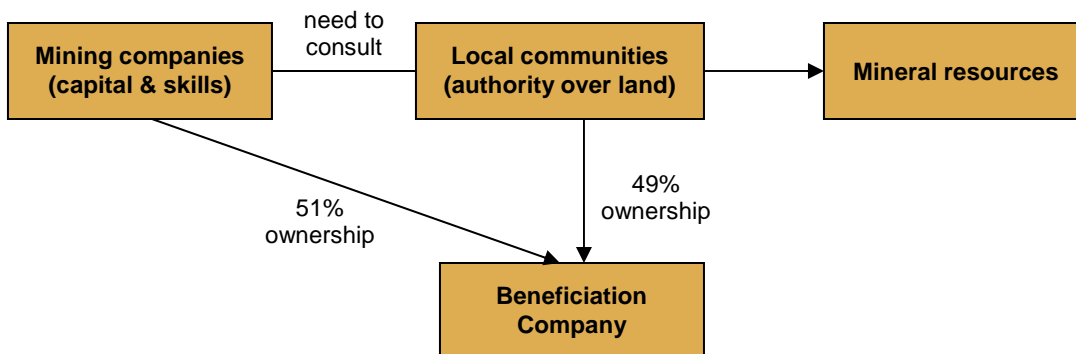 need to
consult
Mining companies
(capital & skills)
Local communities
(authority over land)
Mineral resources
51%
ownership
49%
ownership
Beneficiation
Company